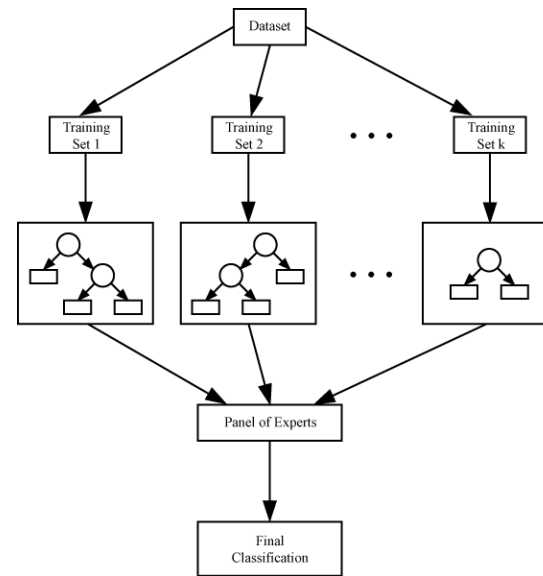 Dataset
Training
Set 1
Training
Set 2
Training
Set k
Panel of Experts
Final
Classification